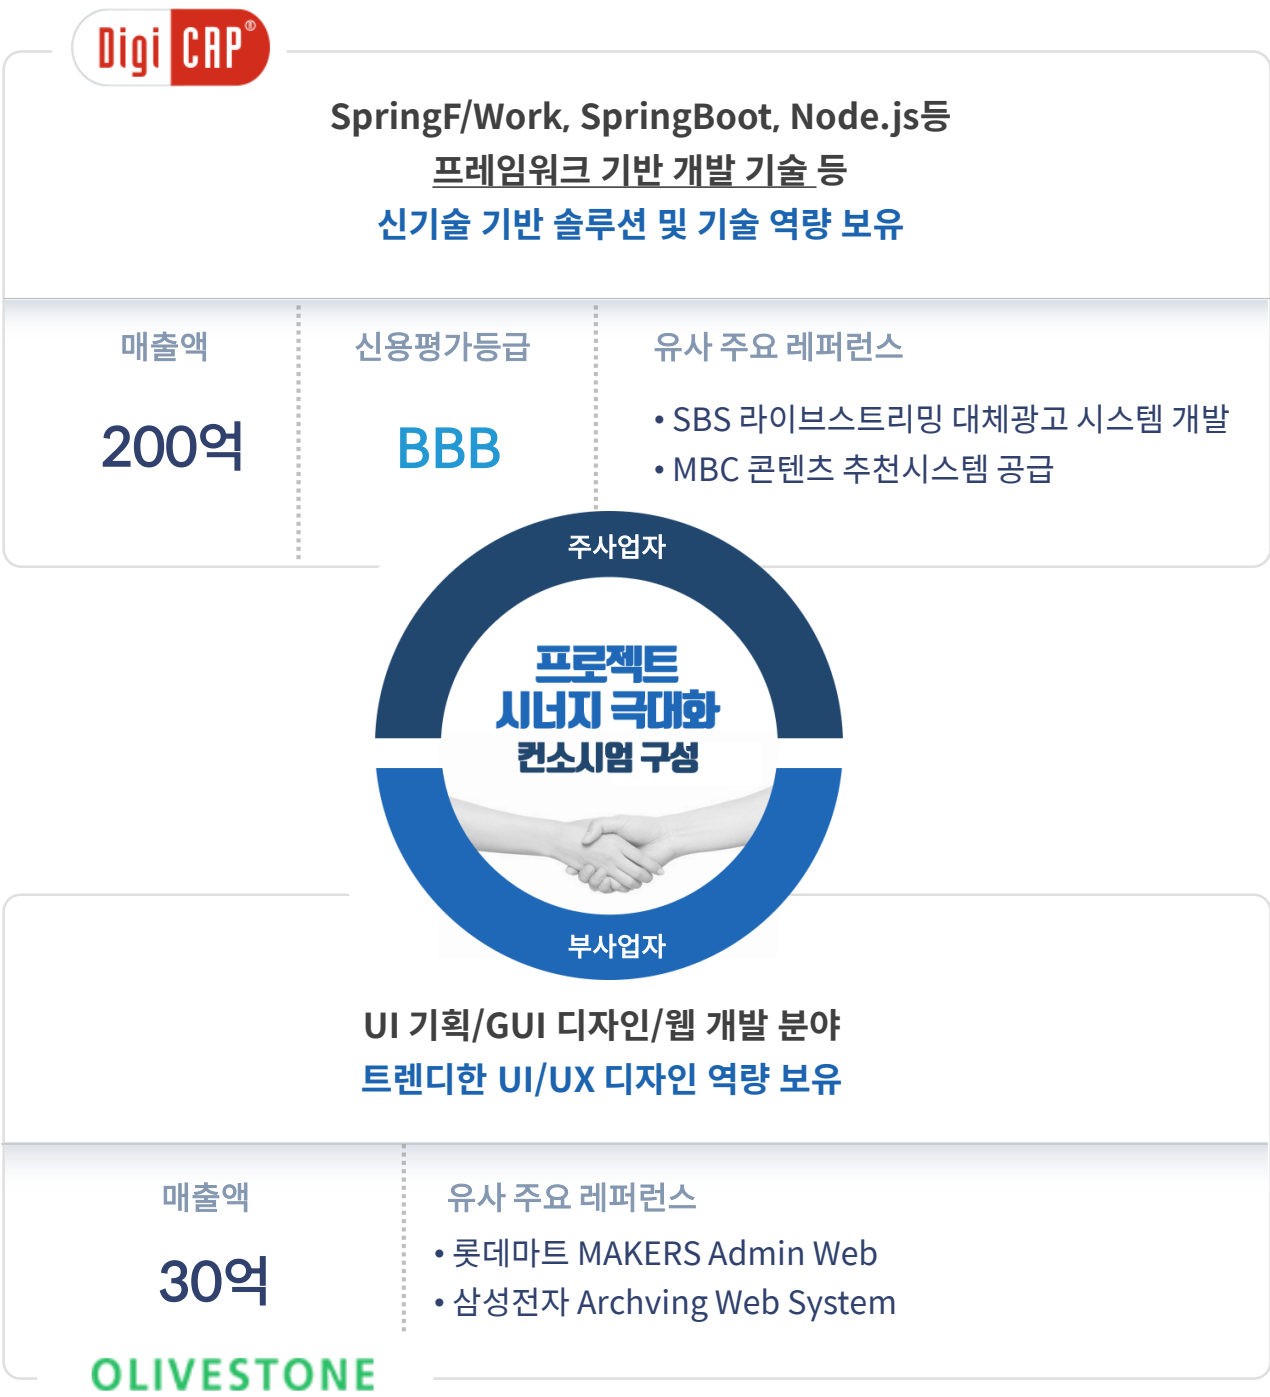 Digi CAP®
SpringF/Work, SpringBoot, Node.js등
프레임워크 기반 개발 기술 등
신기술 기반 솔루션 및 기술 역량 보유
매출액
200억
신용평가등급
BBB
유사 주요 레퍼런스
• SBS 라이브스트리밍 대체광고 시스템 개발
• MBC 콘텐츠 추천시스템 공급
주사업자
프로젝트
시너지 극대화
컨소시엄 구성
부사업자
UI 기획/GUI 디자인/웹 개발 분야
트렌디한 UI/UX 디자인 역량 보유
매출액
30억
유사 주요 레퍼런스
• 롯데마트 MAKERS Admin Web
• 삼성전자 Archving Web System
OLIVESTONE